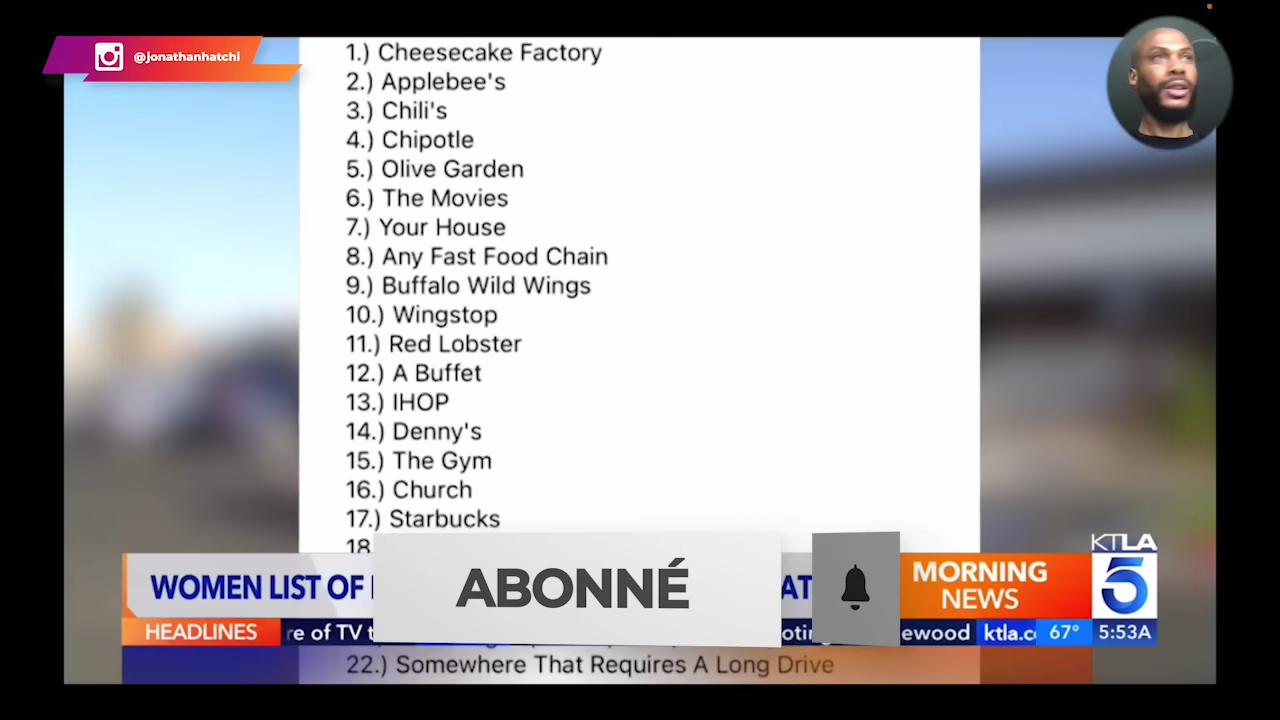 @jonathanhatchi
1.) Cheesecake Factory
2.) Applebee's
3.) Chili's
4.) Chipotle
5.) Olive Garden
6.) The Movies
7.) Your House
8.) Any Fast Food Chain
9.) Buffalo Wild Wings
10.) Wingstop
11.) Red Lobster
12.) A Buffet
13.) IHOP
14.) Denny's
15.) The Gym
16.) Church
17.) Starbucks
18
KTLA
5
WOMEN LIST OF
ABONNÉ
MORNING
NEWS
HEADLINES
re of TV
ewood
67°
5:53A
22.) Somewhere That Requires A Long Drive